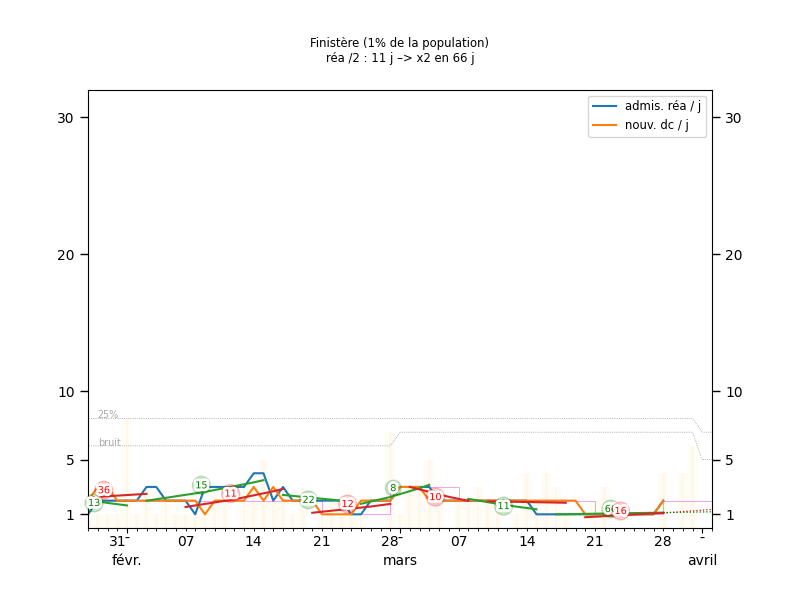 Finistère (1% de la population)
réa /2 : 11 j –> x2 en 66 j
admis. réa / j
nouv. dc / j
30 30
20 20
10 10
25%
bruit
5 5
36 13 15 11 22 12 8 10 11 16
1 1
31 07 14 21 28 07 14 21 28
févr. mars avril